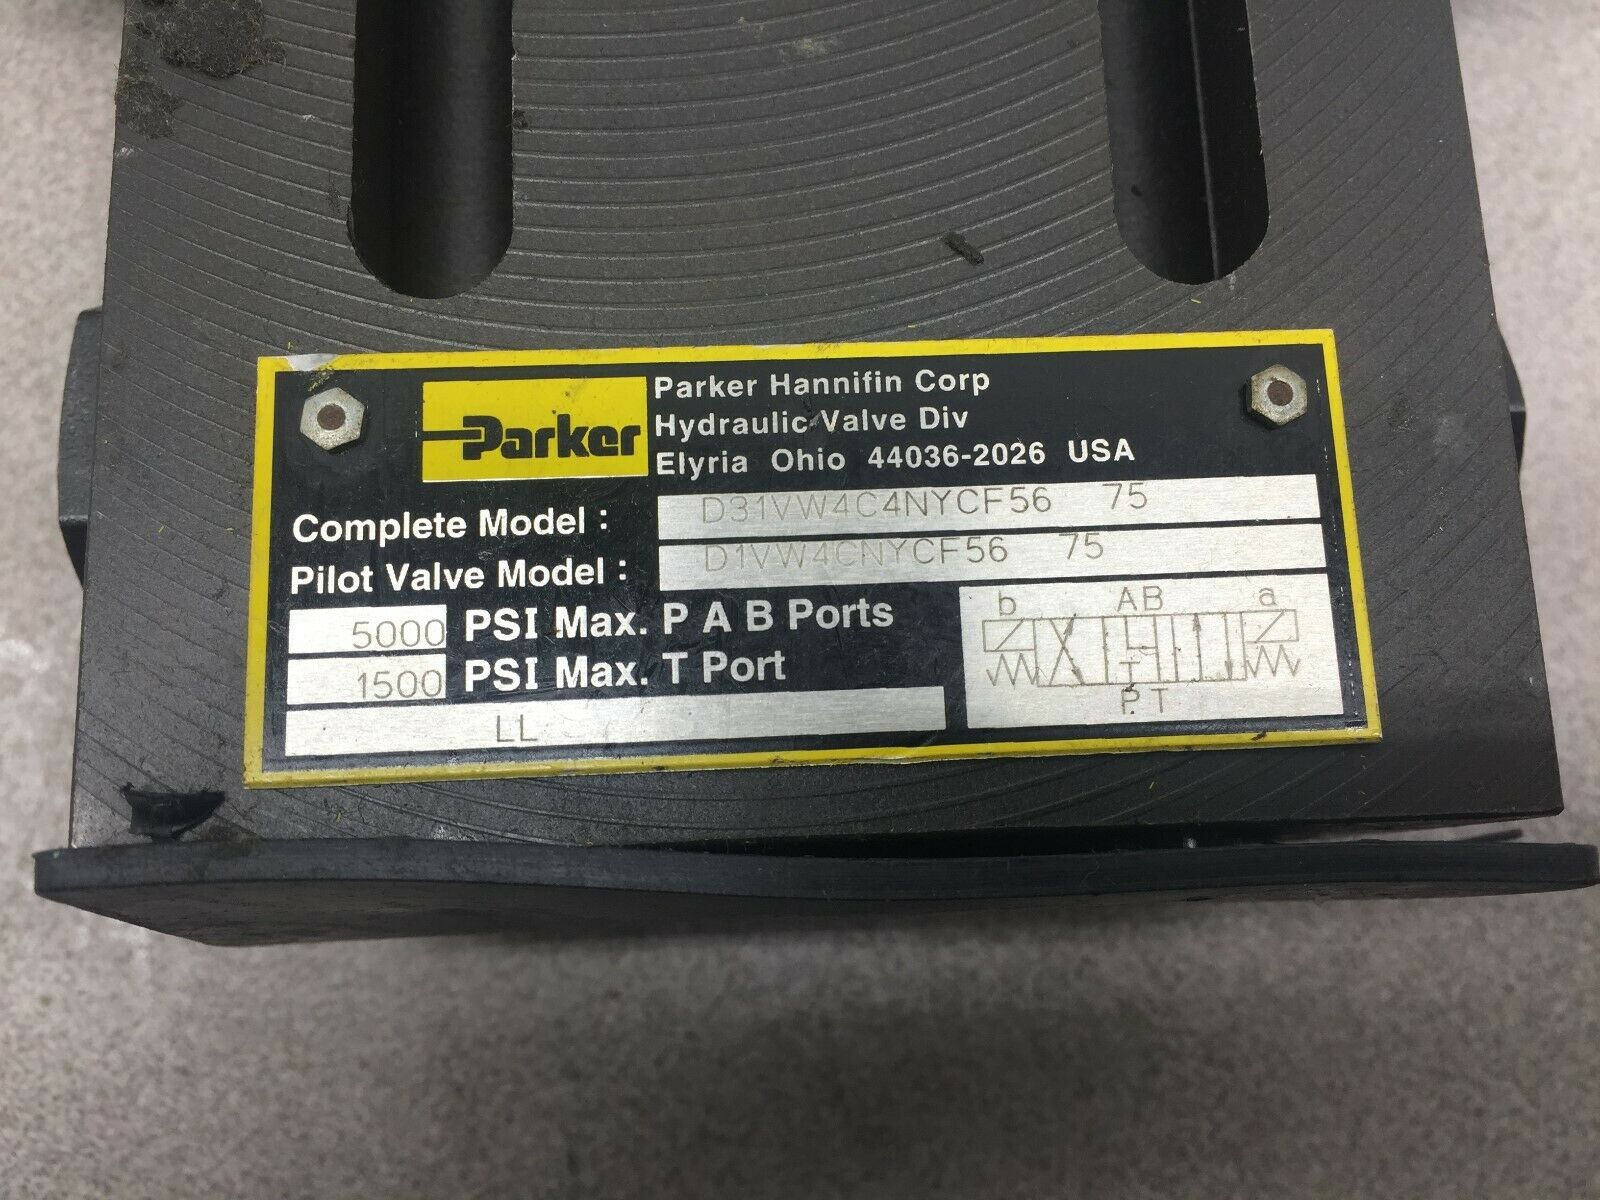 Parker
Parker Hannifin Corp
Hydraulic Valve Div
Elyria Ohio 44036-2026 USA
Complete Model: D31VW4C4NYCF56 75
Pilot Valve Model: D1VW4CNYCF56 75
5000 PSI Max. P A B Ports
1500 PSI Max. T Port
LL
b AB a
P T